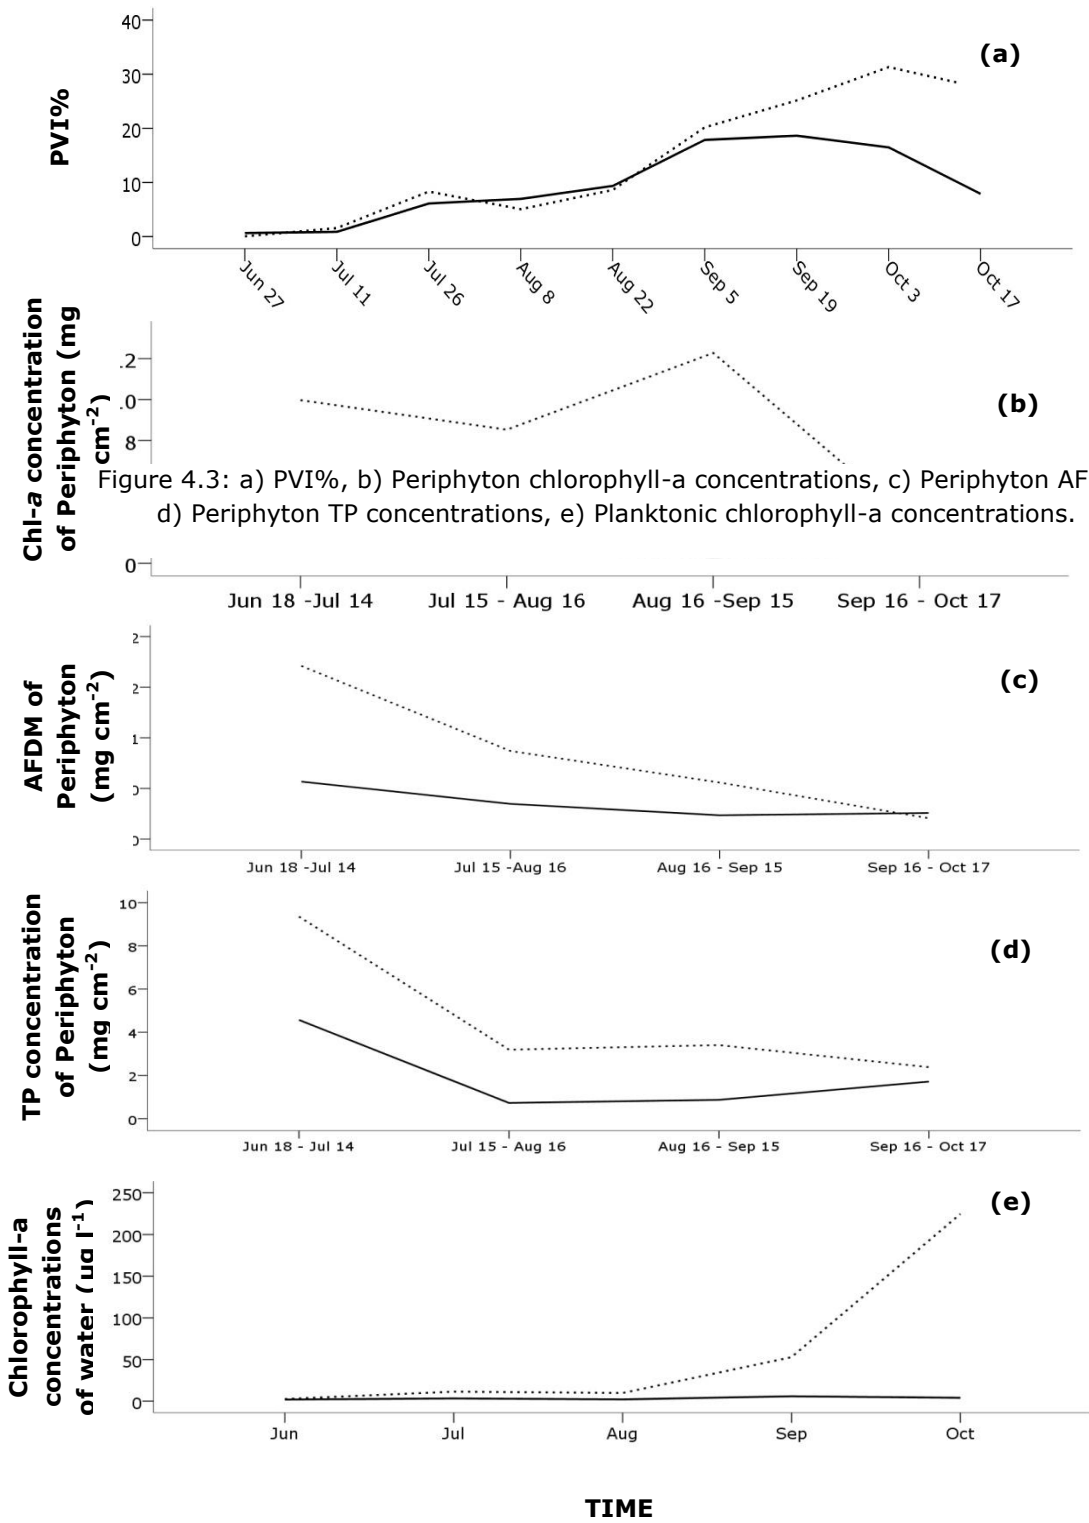 (a)
PVI%
40
30
20
10
0
Jun 27
Jul 11
Jul 26
Aug 8
Aug 22
Sep 5
Sep 19
Oct 3
Oct 17
(b)
Chl-a concentration
of Periphyton (mg
cm-2)
.2
.0
8
0
Figure 4.3: a) PVI%, b) Periphyton chlorophyll-a concentrations, c) Periphyton AF
d) Periphyton TP concentrations, e) Planktonic chlorophyll-a concentrations.
Jun 18 -Jul 14
Jul 15 - Aug 16
Aug 16 -Sep 15
Sep 16 - Oct 17
(c)
AFDM of
Periphyton
(mg cm-2)
2
2
1
0
0
Jun 18 -Jul 14
Jul 15 -Aug 16
Aug 16 - Sep 15
Sep 16 - Oct 17
(d)
TP concentration
of Periphyton
(mg cm-2)
10
8
6
4
2
0
Jun 18 - Jul 14
Jul 15 - Aug 16
Aug 16 - Sep 15
Sep 16 - Oct 17
(e)
Chlorophyll-a
concentrations
of water (µg l-1)
250
200
150
100
50
0
Jun
Jul
Aug
Sep
Oct
TIME